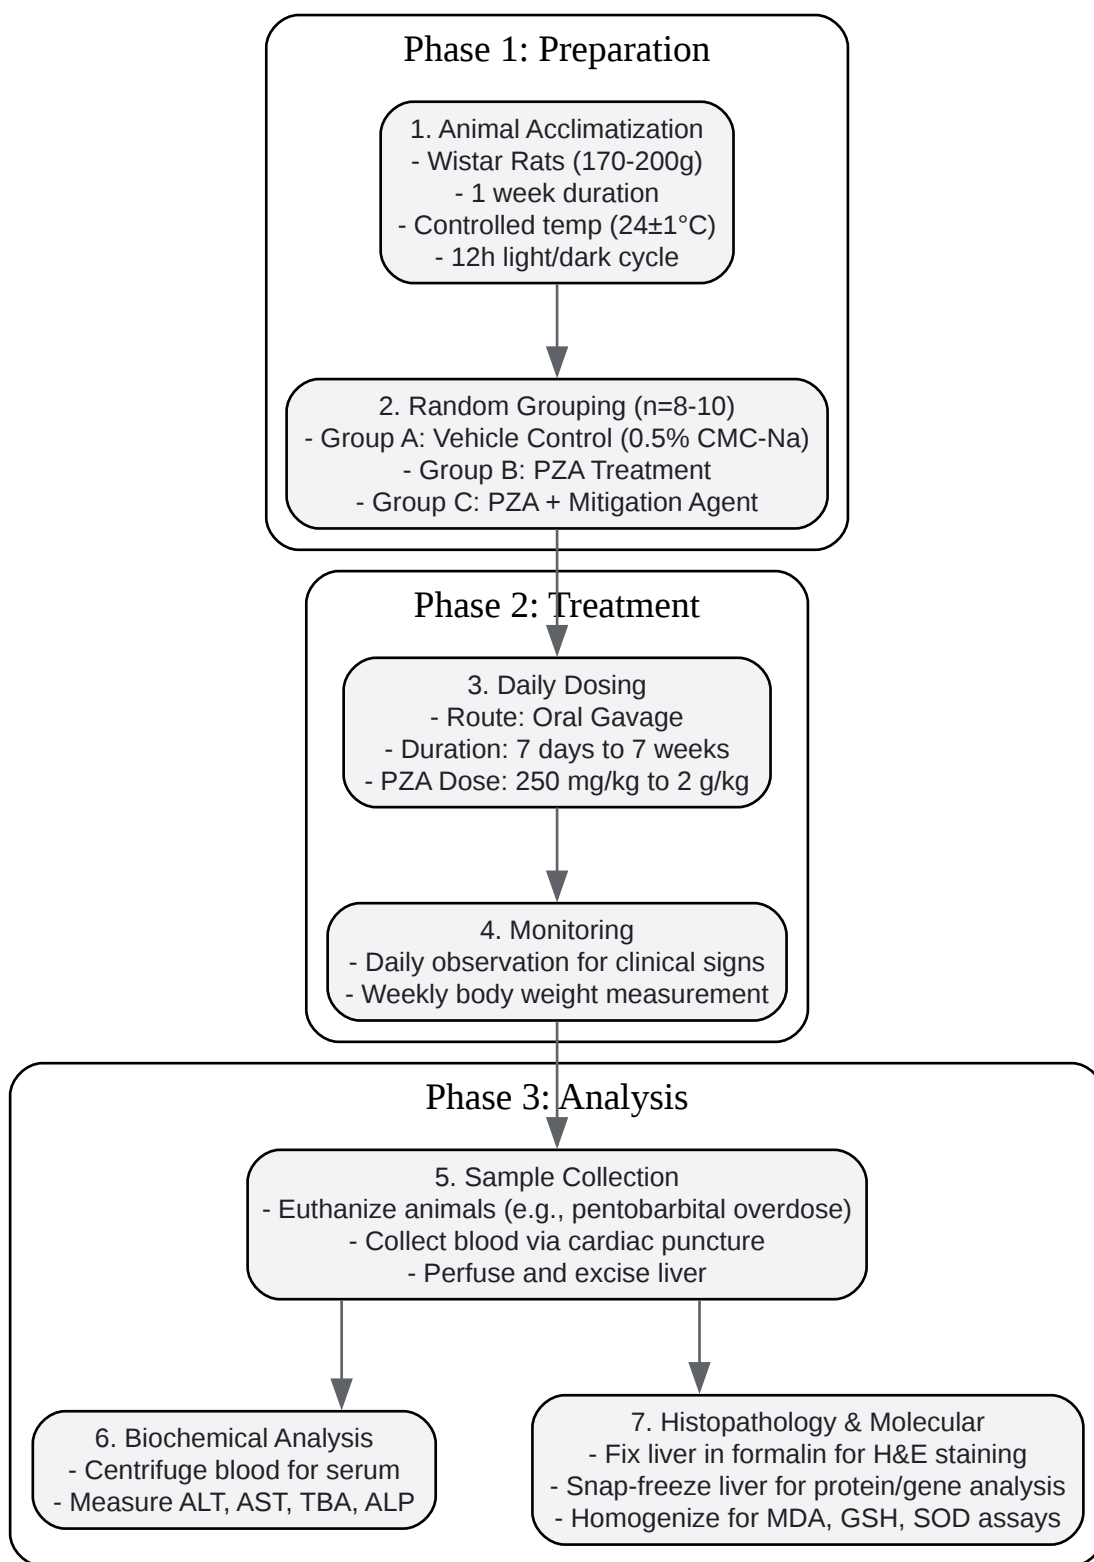 Phase 1: Preparation
1. Animal Acclimatization
- Wistar Rats (170-200g)
- 1 week duration
- Controlled temp (24±1°C)
- 12h light/dark cycle
2. Random Grouping (n=8-10)
- Group A: Vehicle Control (0.5% CMC-Na)
- Group B: PZA Treatment
- Group C: PZA + Mitigation Agent
Phase 2: Treatment
3. Daily Dosing
- Route: Oral Gavage
- Duration: 7 days to 7 weeks
- PZA Dose: 250 mg/kg to 2 g/kg
4. Monitoring
- Daily observation for clinical signs
- Weekly body weight measurement
Phase 3: Analysis
5. Sample Collection
- Euthanize animals (e.g., pentobarbital overdose)
- Collect blood via cardiac puncture
- Perfuse and excise liver
6. Biochemical Analysis
- Centrifuge blood for serum
- Measure ALT, AST, TBA, ALP
7. Histopathology & Molecular
- Fix liver in formalin for H&E staining
- Snap-freeze liver for protein/gene analysis
- Homogenize for MDA, GSH, SOD assays